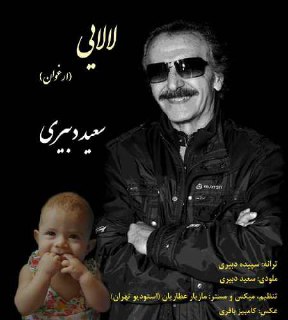 لالایی
(ارغوان)
سعید دبیری
ترانه: سپیده دبیری
ملودی: سعید دبیری
تنظیم، میکس و مستر: مازیار عطاریان (استودیو تهران)
عکس: کامبیز باقری